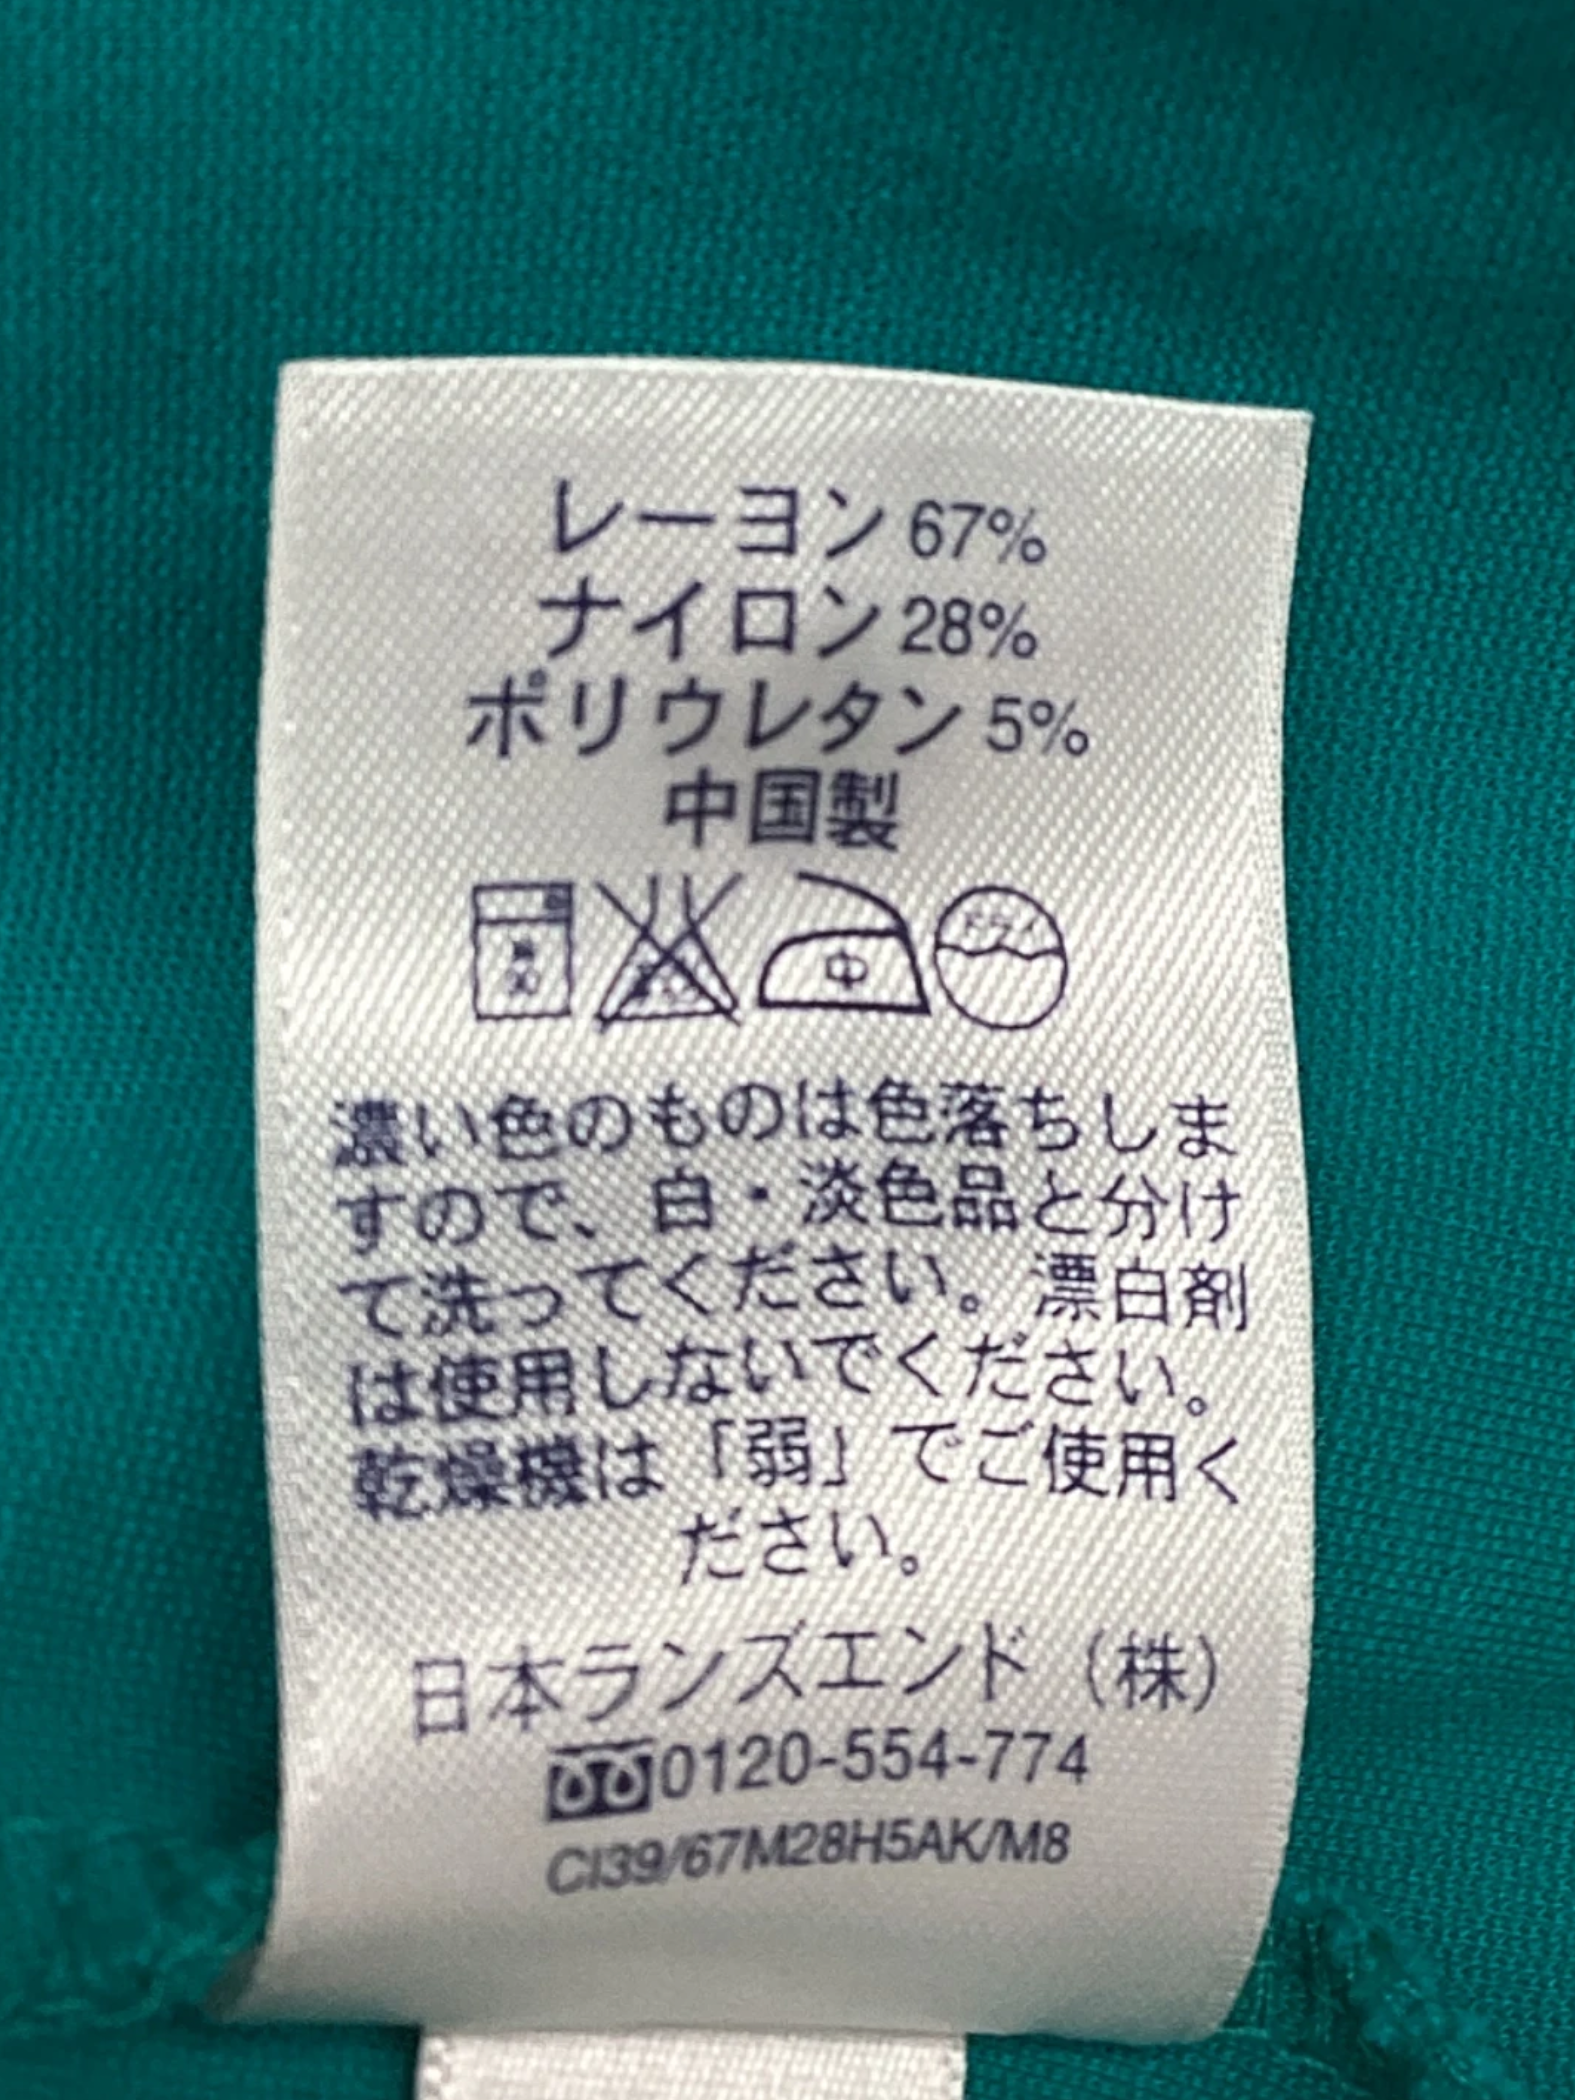 レーヨン 67%
ナイロン 28%
ポリウレタン 5%
中国製
中 ドライ
濃い色のものは色落ちしま
すので、白・淡色品と分け
て洗ってください。漂白剤
は使用しないでください。
乾燥機は「弱」でご使用く
ださい。
日本ランズエンド (株)
0120-554-774
CI39/67M28H5AK/M8